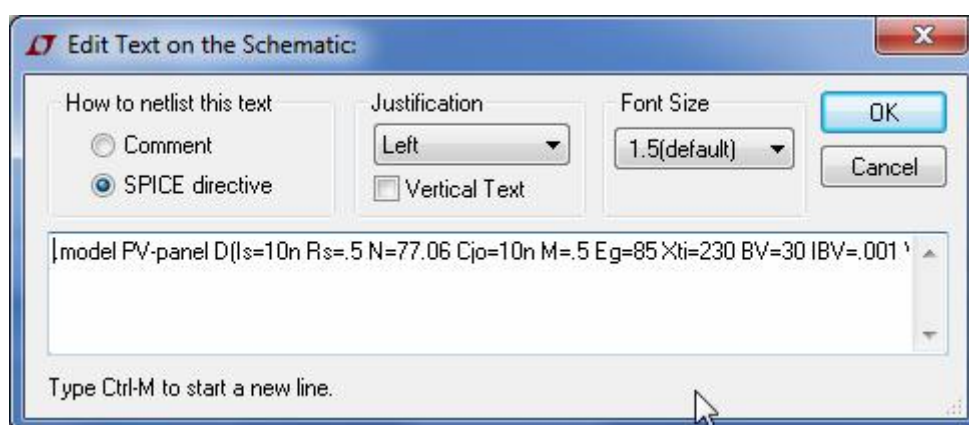 Edit Text on the Schematic:
How to netlist this text
Comment
SPICE directive
Justification
Left
Vertical Text
Font Size
1.5(default)
OK
Cancel
.model PV-panel D(Is=10n Rs=.5 N=77.06 Cjo=10n M=.5 Eg=85 Xti=230 BV=30 IBV=.001
Type Ctrl-M to start a new line.